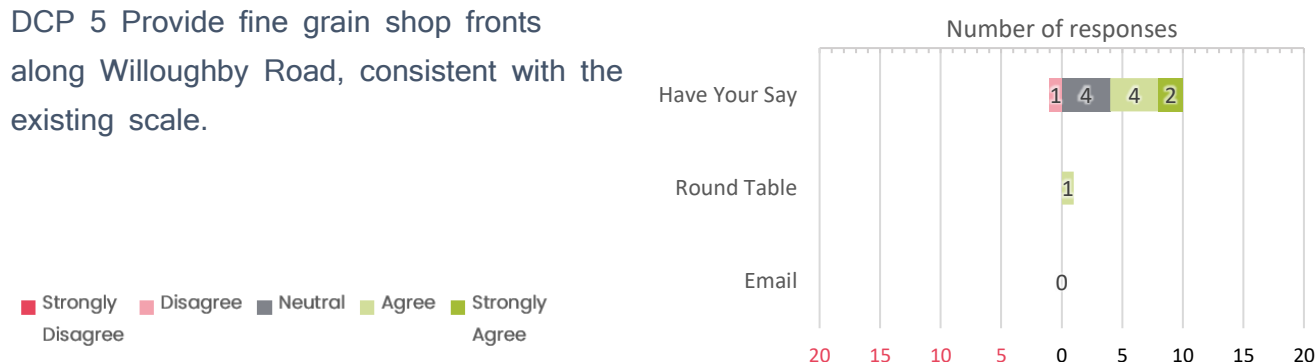 DCP 5 Provide fine grain shop fronts
along Willoughby Road, consistent with the
existing scale.
Number of responses
Have Your Say
1 4 4 2
Round Table
1
Email
0
20 15 10 5 0 5 10 15 20
Strongly Disagree
Disagree
Neutral
Agree
Strongly Agree